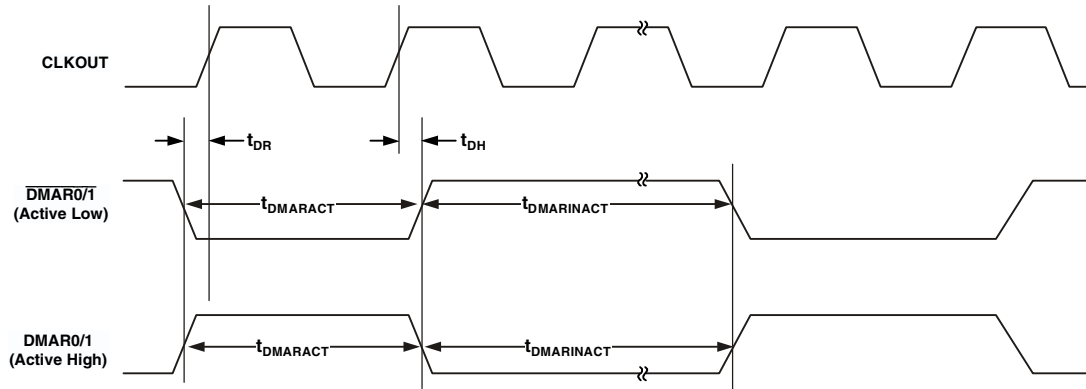 CLKOUT
tDR
tDH
DMAR0/1
(Active Low)
tDMARACT
tDMARINACT
DMAR0/1
(Active High)
tDMARACT
tDMARINACT